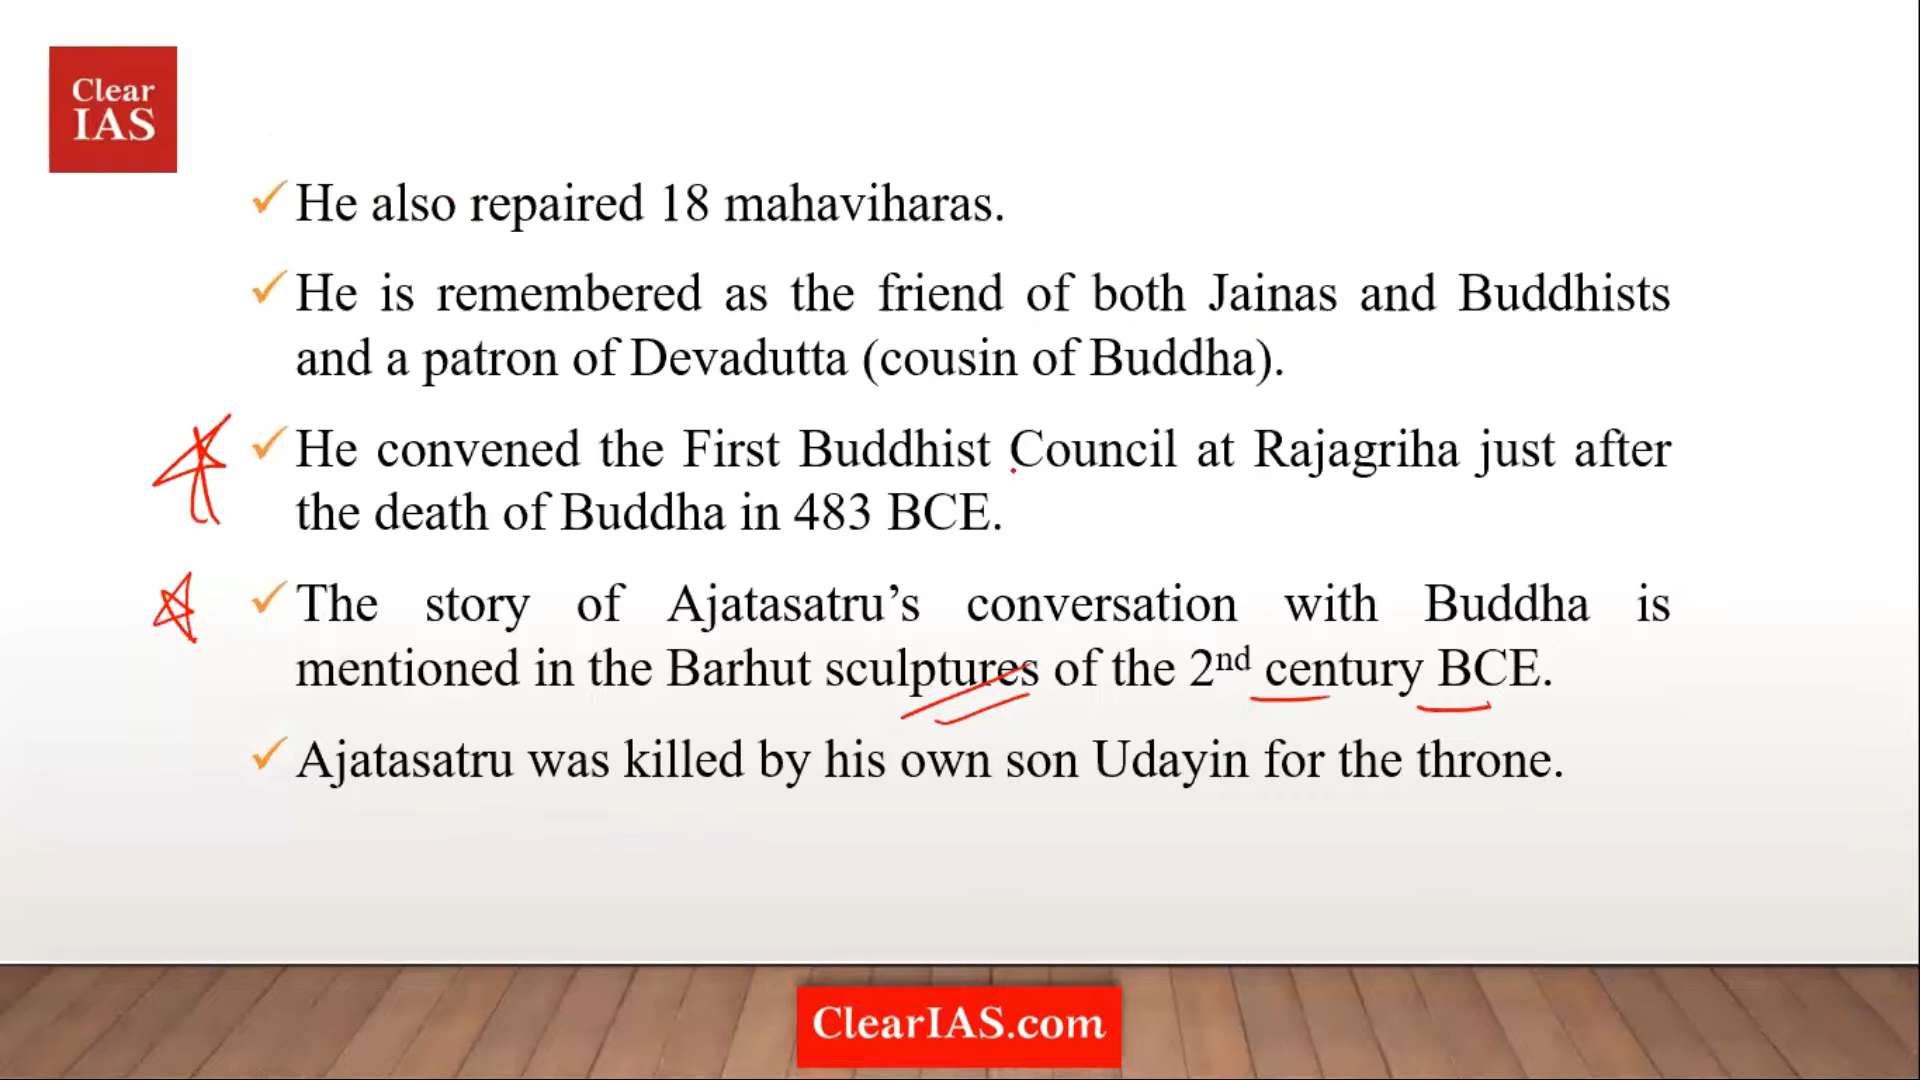 Clear
IAS
He also repaired 18 mahaviharas.
He is remembered as the friend of both Jainas and Buddhists
and a patron of Devadutta (cousin of Buddha).
He convened the First Buddhist Council at Rajagriha just after
the death of Buddha in 483 BCE.
The story of Ajatasatru’s conversation with Buddha is
mentioned in the Barhut sculptures of the 2nd century BCE.
Ajatasatru was killed by his own son Udayin for the throne.
ClearIAS.com